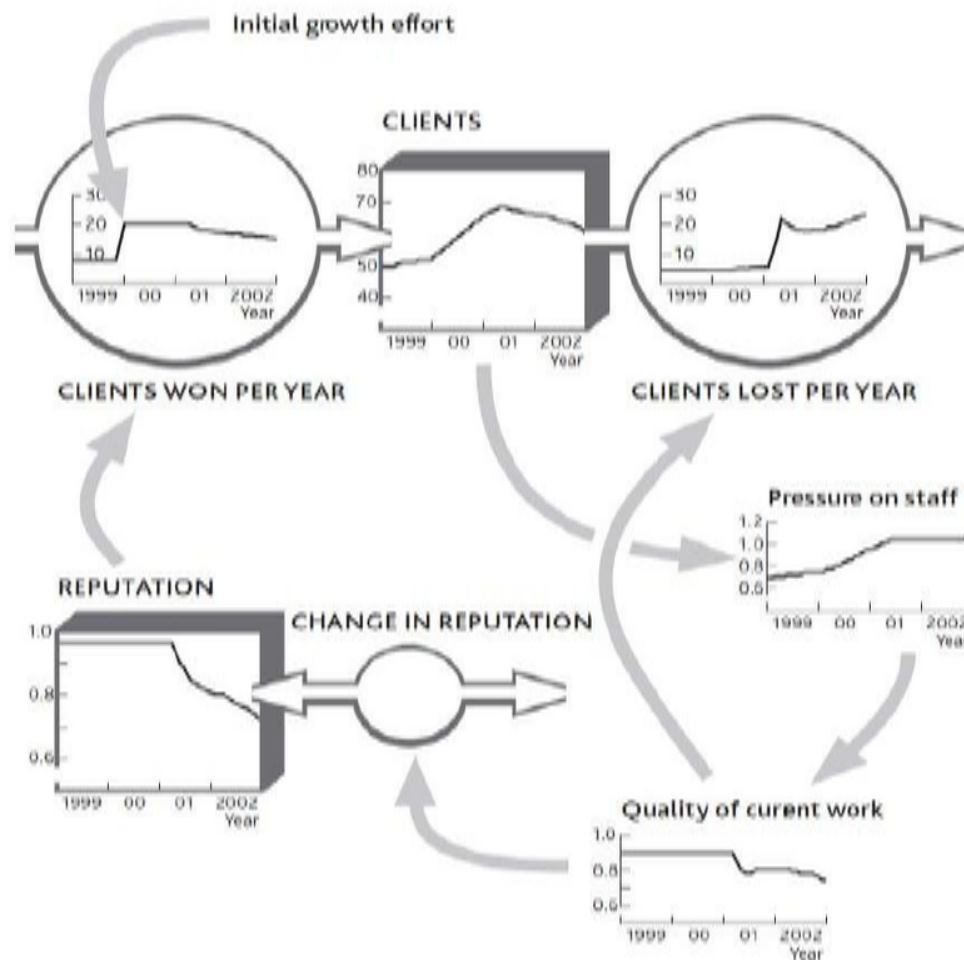 Initial growth effort
CLIENTS
30
20
10
1999 00 01 2002
Year
80
70
50
40
1999 00 01 2002
Year
30
20
10
1999 00 01 2002
Year
CLIENTS WON PER YEAR
CLIENTS LOST PER YEAR
Pressure on staff
1.2
1.0
0.8
0.6
1999 00 01 2002
Year
REPUTATION
1.0
0.8
0.6
1999 00 01 2002
Year
CHANGE IN REPUTATION
Quality of curent work
1.0
0.8
0.6
1999 00 01 2002
Year